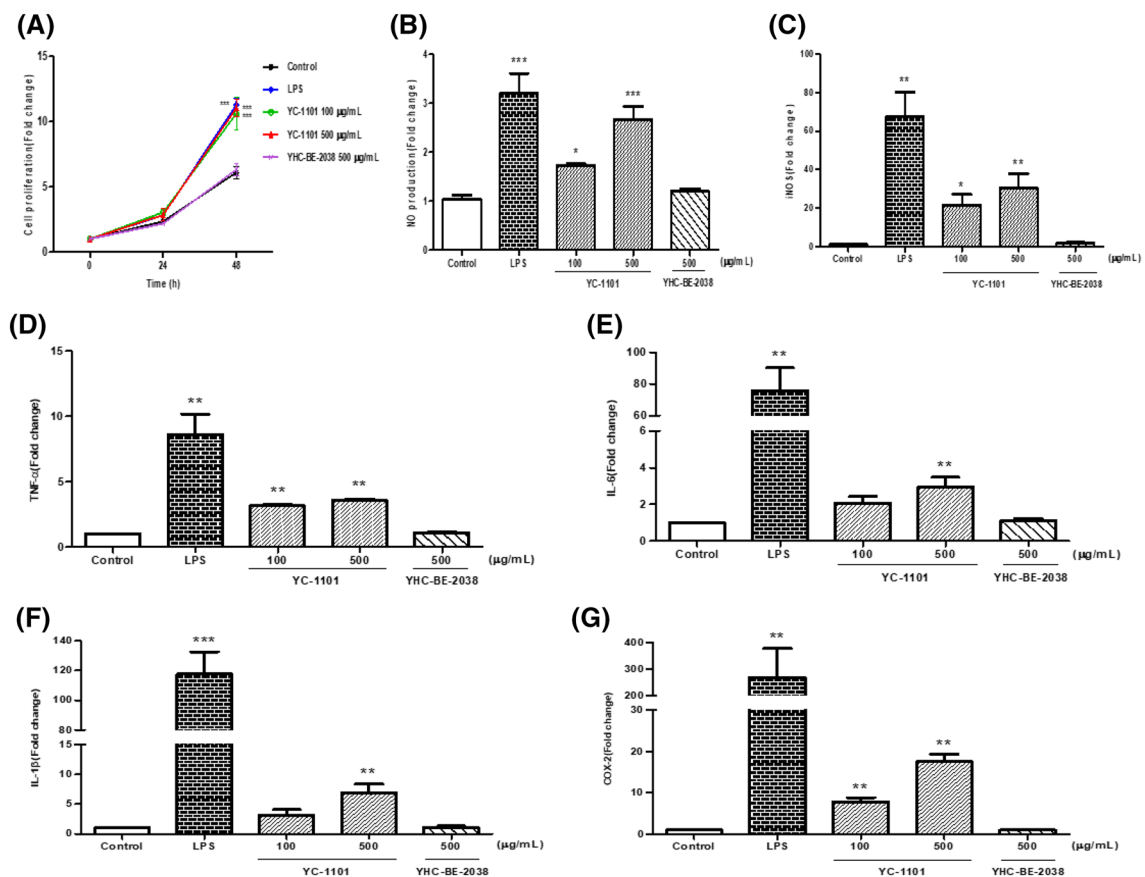 (A)
Cell proliferation(Fold change)
15
10
5
0
0 24 48
Time (h)
***
***
***
Control
LPS
YC-1101 100 µg/mL
YC-1101 500 µg/mL
YHC-BE-2038 500 µg/mL
(B)
NO production(Fold change)
4
3
2
1
0
*** * ***
Control LPS 100 500 500 (µg/mL)
YC-1101 YHC-BE-2038
(C)
iNOS(Fold change)
100
80
60
40
20
0
** * **
Control LPS 100 500 500 (µg/mL)
YC-1101 YHC-BE-2038
(D)
TNF-α(Fold change)
15
10
5
0
** ** **
Control LPS 100 500 500 (µg/mL)
YC-1101 YHC-BE-2038
(E)
IL-6(Fold change)
100
80
60
6
4
2
0
** **
Control LPS 100 500 500 (µg/mL)
YC-1101 YHC-BE-2038
(F)
IL-1β(Fold change)
140
120
100
80
15
10
5
0
*** **
Control LPS 100 500 500 (µg/mL)
YC-1101 YHC-BE-2038
(G)
COX-2(Fold change)
400
300
200
30
20
10
0
** ** **
Control LPS 100 500 500 (µg/mL)
YC-1101 YHC-BE-2038